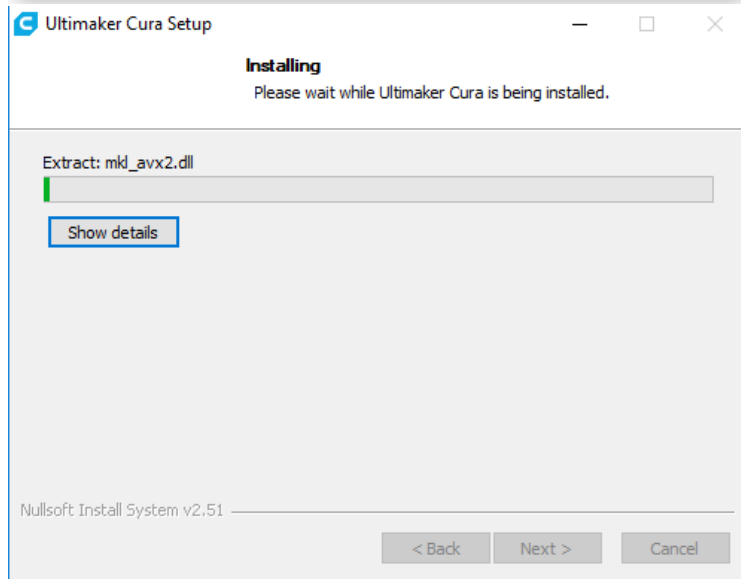 Ultimaker Cura Setup
Installing
Please wait while Ultimaker Cura is being installed.
Extract: mkl_avx2.dll
Show details
Nullsoft Install System v2.51
< Back Next > Cancel